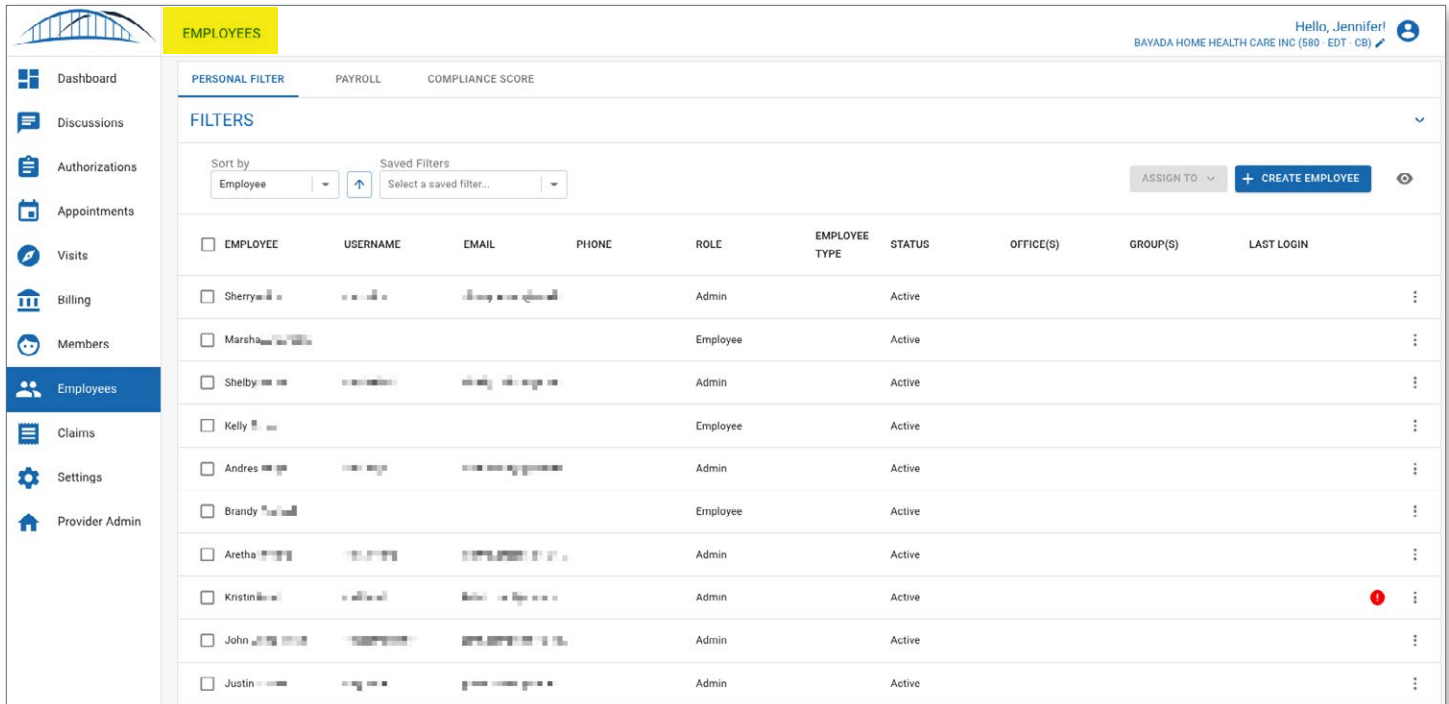 EMPLOYEES
Hello, Jennifer!
BAYADA HOME HEALTH CARE INC (580 - EDT - CB)
Dashboard
Discussions
Authorizations
Appointments
Visits
Billing
Members
Employees
Claims
Settings
Provider Admin
PERSONAL FILTER PAYROLL COMPLIANCE SCORE
FILTERS
Sort by Saved Filters
Employee Select a saved filter... ASSIGN TO + CREATE EMPLOYEE
EMPLOYEE USERNAME EMAIL PHONE ROLE EMPLOYEE TYPE STATUS OFFICE(S) GROUP(S) LAST LOGIN
Sherry Admin Active
Marsha Employee Active
Shelby Admin Active
Kelly Employee Active
Andres Admin Active
Brandy Employee Active
Aretha Admin Active
Kristin Admin Active
John Admin Active
Justin Admin Active